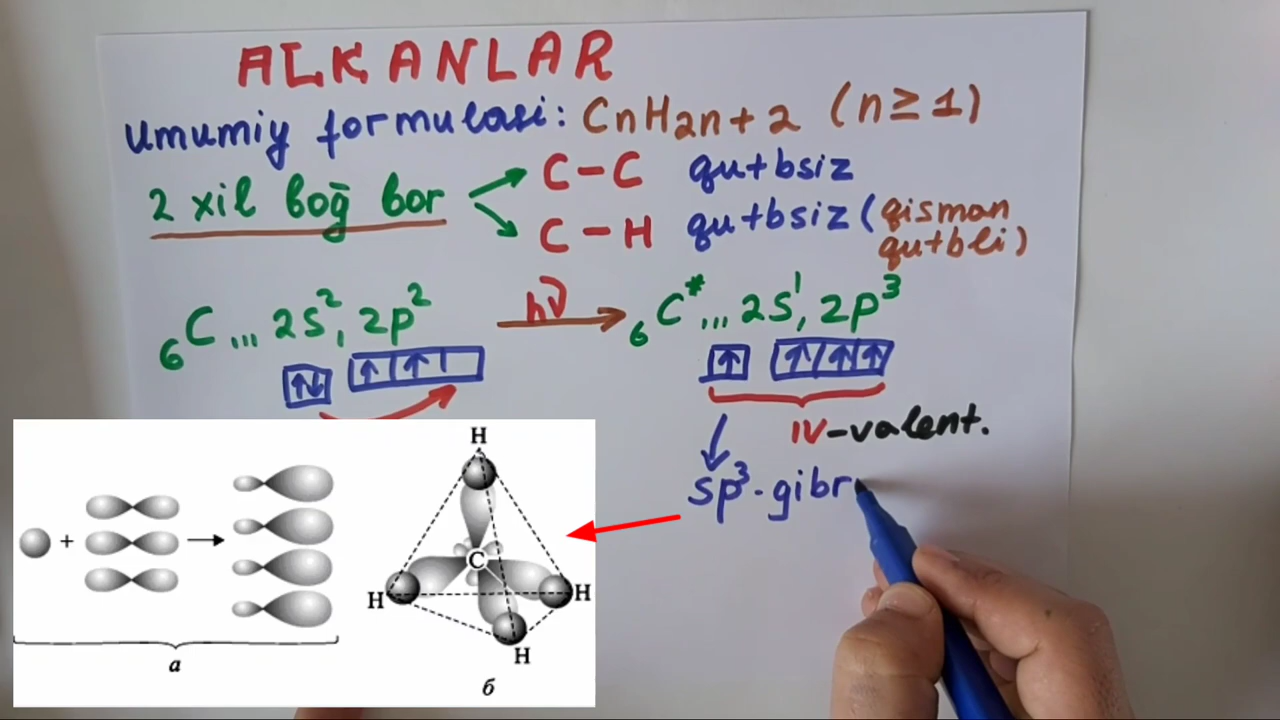 ALKANLAR
Umumiy formulasi: CnH2n+2 (n≥1)
2 xil boḡ bor
C-C qutbsiz
C-H qutbsiz (qisman
qutbli)
₆C ... 2s², 2p²
hν
₆C* ... 2s¹, 2p³
IV-valent.
sp³-gibr
+
H
C
H
H
H
а
б